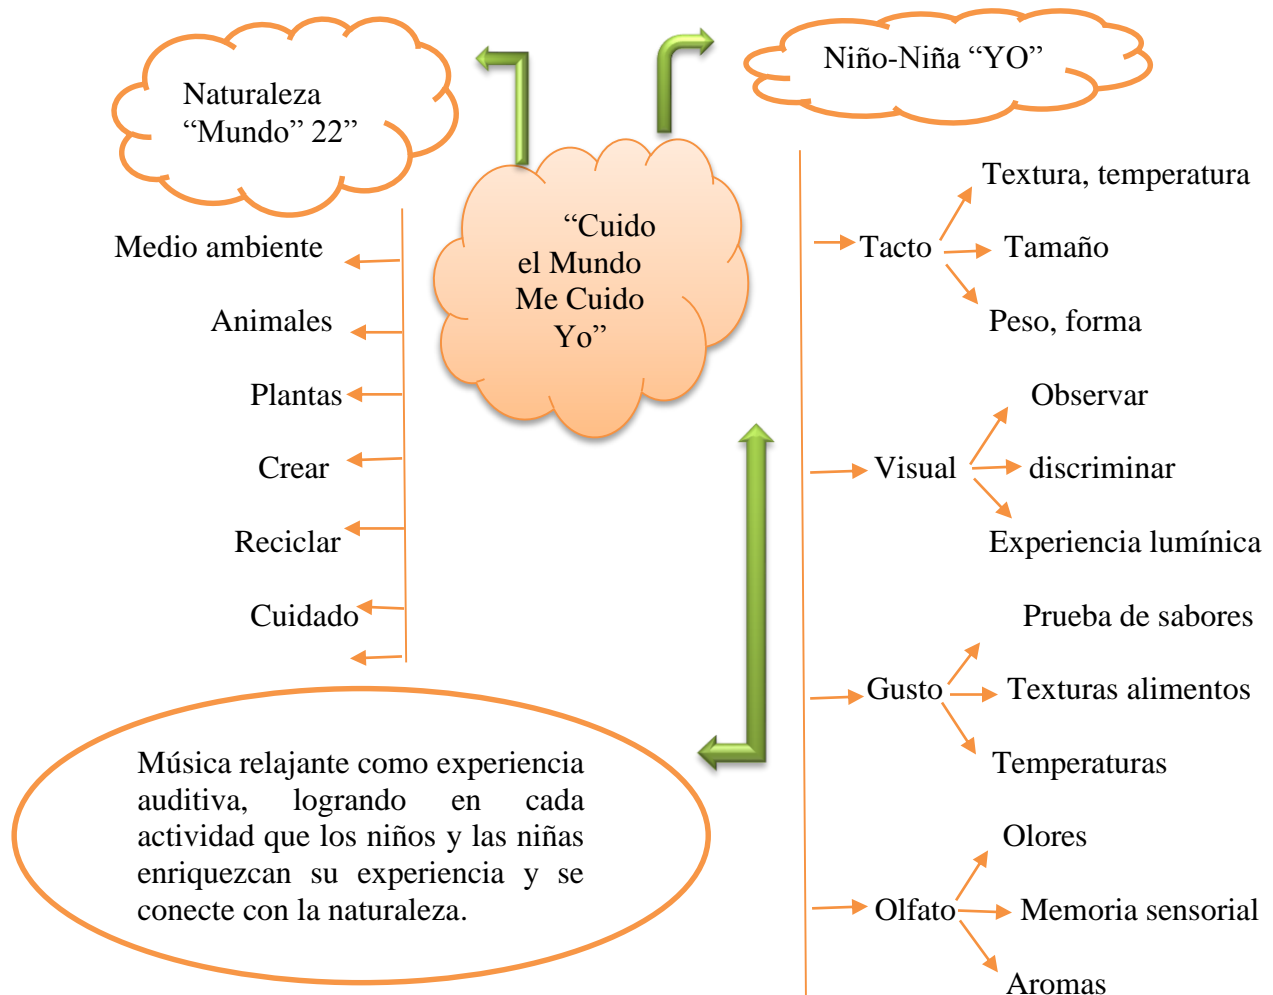 Naturaleza
“Mundo” 22”
Niño-Niña “YO”
“Cuido
el Mundo
Me Cuido
Yo”
Medio ambiente
Animales
Plantas
Crear
Reciclar
Cuidado
Música relajante como experiencia
auditiva, logrando en cada
actividad que los niños y las niñas
enriquezcan su experiencia y se
conecte con la naturaleza.
Tacto
Textura, temperatura
Tamaño
Peso, forma
Visual
Observar
discriminar
Experiencia lumínica
Gusto
Prueba de sabores
Texturas alimentos
Temperaturas
Olfato
Olores
Memoria sensorial
Aromas